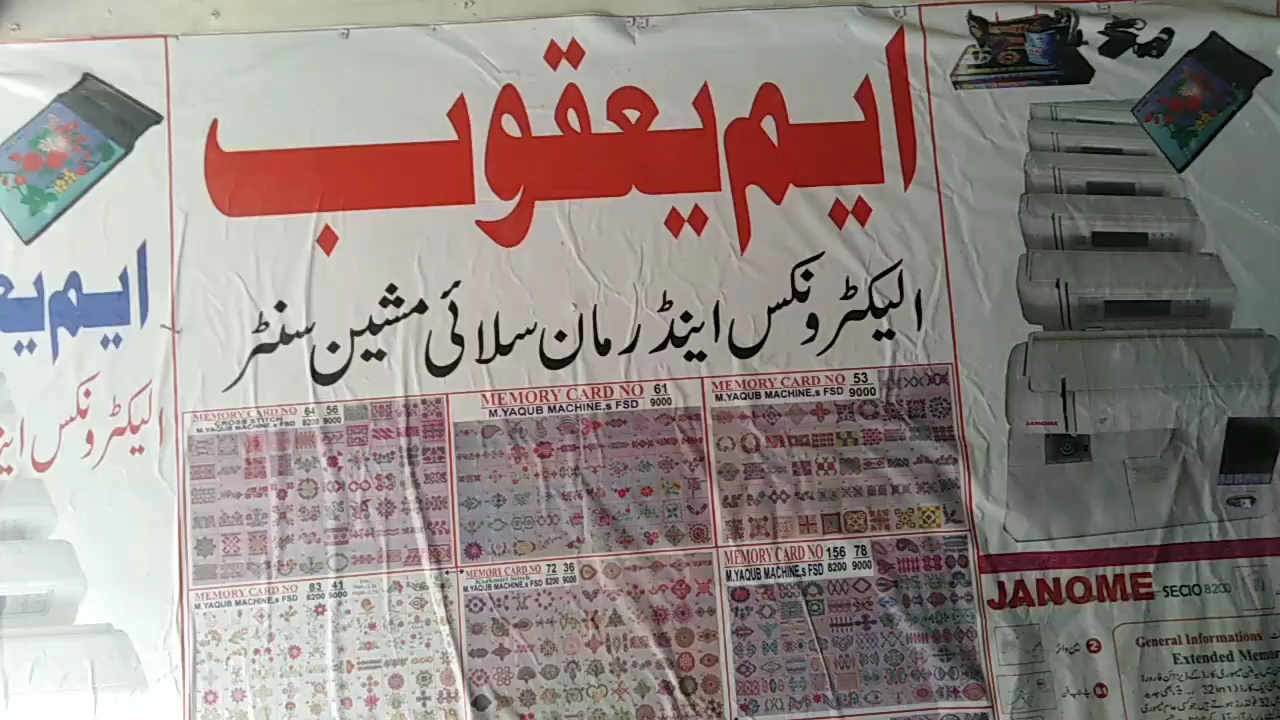 ایم یعقوب
الیکٹرونکس اینڈ رمان سلائی مشین سنٹر
ایم
الیکٹرونکس
MEMORY CARD NO 64 56
CROSS STITCH
M.YAQUB MACHINE,s FSD 8200 9000
MEMORY CARD NO 61
M.YAQUB MACHINE,s FSD 9000
MEMORY CARD NO 53
M.YAQUB MACHINE,s FSD 9000
MEMORY CARD NO 83 41
M.YAQUB MACHINE,s FSD 8200 9000
MEMORY CARD NO 72 36
Kashmiri Stitch
M.YAQUB MACHINE,s FSD 8200 9000
MEMORY CARD NO 156 78
M.YAQUB MACHINE,s FSD 8200 9000
JANOME
JANOME SECIO 8200
General Informations
Extended
2